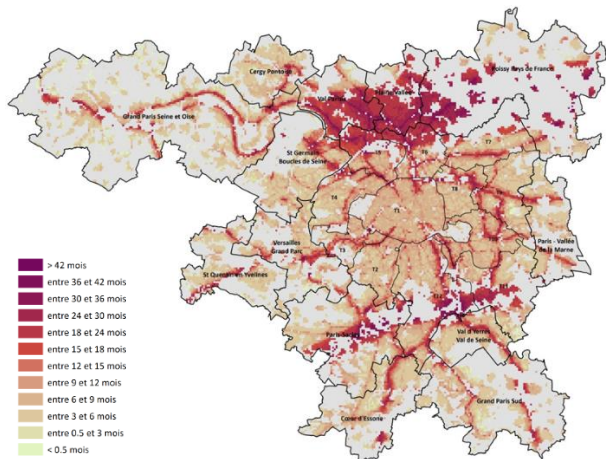 Cergy Pontoise
Roissy Pays de France
Val Parisis
Plaine Vallée
Grand Paris Seine et Oise
St Germain
Boucles de Seine
T5
T6
T7
T4
T8
T1
Versailles
Grand Parc
T3
T2
Paris - Vallée
de la Marne
St Quentin en Yvelines
T12
T11
Paris-Saclay
Val d'Yerres
Val de Seine
Cœur d'Essonne
Grand Paris Sud
> 42 mois
entre 36 et 42 mois
entre 30 et 36 mois
entre 24 et 30 mois
entre 18 et 24 mois
entre 15 et 18 mois
entre 12 et 15 mois
entre 9 et 12 mois
entre 6 et 9 mois
entre 3 et 6 mois
entre 0.5 et 3 mois
< 0.5 mois